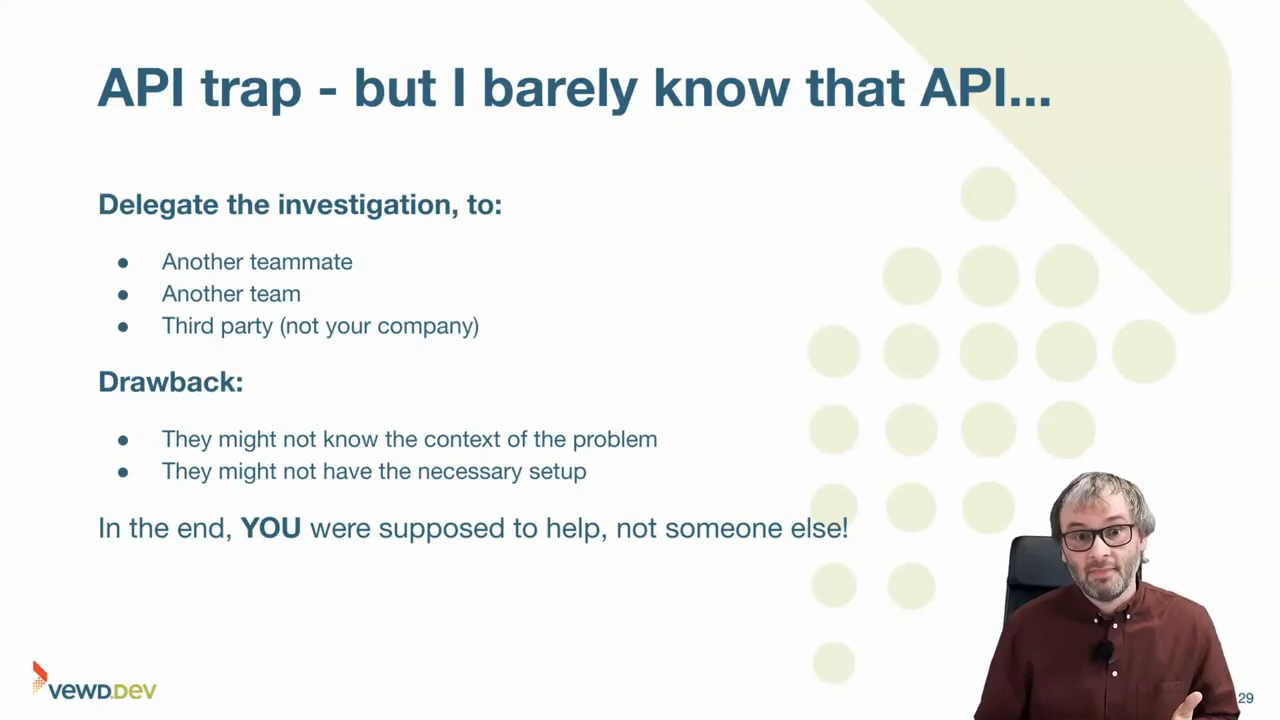 API trap - but I barely know that API...
Delegate the investigation, to:
● Another teammate
● Another team
● Third party (not your company)
Drawback:
● They might not know the context of the problem
● They might not have the necessary setup
In the end, YOU were supposed to help, not someone else!
VEWD.DEV
29